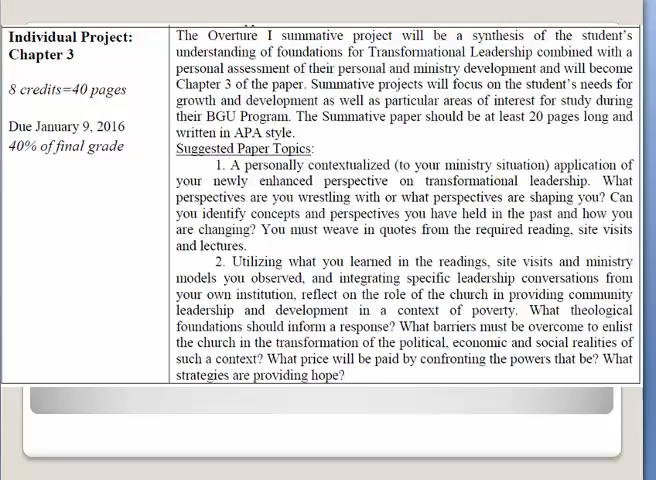 Individual Project:
Chapter 3
8 credits=40 pages
Due January 9, 2016
40% of final grade
The Overture I summative project will be a synthesis of the student's
understanding of foundations for Transformational Leadership combined with a
personal assessment of their personal and ministry development and will become
Chapter 3 of the paper. Summative projects will focus on the student's needs for
growth and development as well as particular areas of interest for study during
their BGU Program. The Summative paper should be at least 20 pages long and
written in APA style.
Suggested Paper Topics:
1. A personally contextualized (to your ministry situation) application of
your newly enhanced perspective on transformational leadership. What
perspectives are you wrestling with or what perspectives are shaping you? Can
you identify concepts and perspectives you have held in the past and how you
are changing? You must weave in quotes from the required reading, site visits
and lectures.
2. Utilizing what you learned in the readings, site visits and ministry
models you observed, and integrating specific leadership conversations from
your own institution, reflect on the role of the church in providing community
leadership and development in a context of poverty. What theological
foundations should inform a response? What barriers must be overcome to enlist
the church in the transformation of the political, economic and social realities of
such a context? What price will be paid by confronting the powers that be? What
strategies are providing hope?